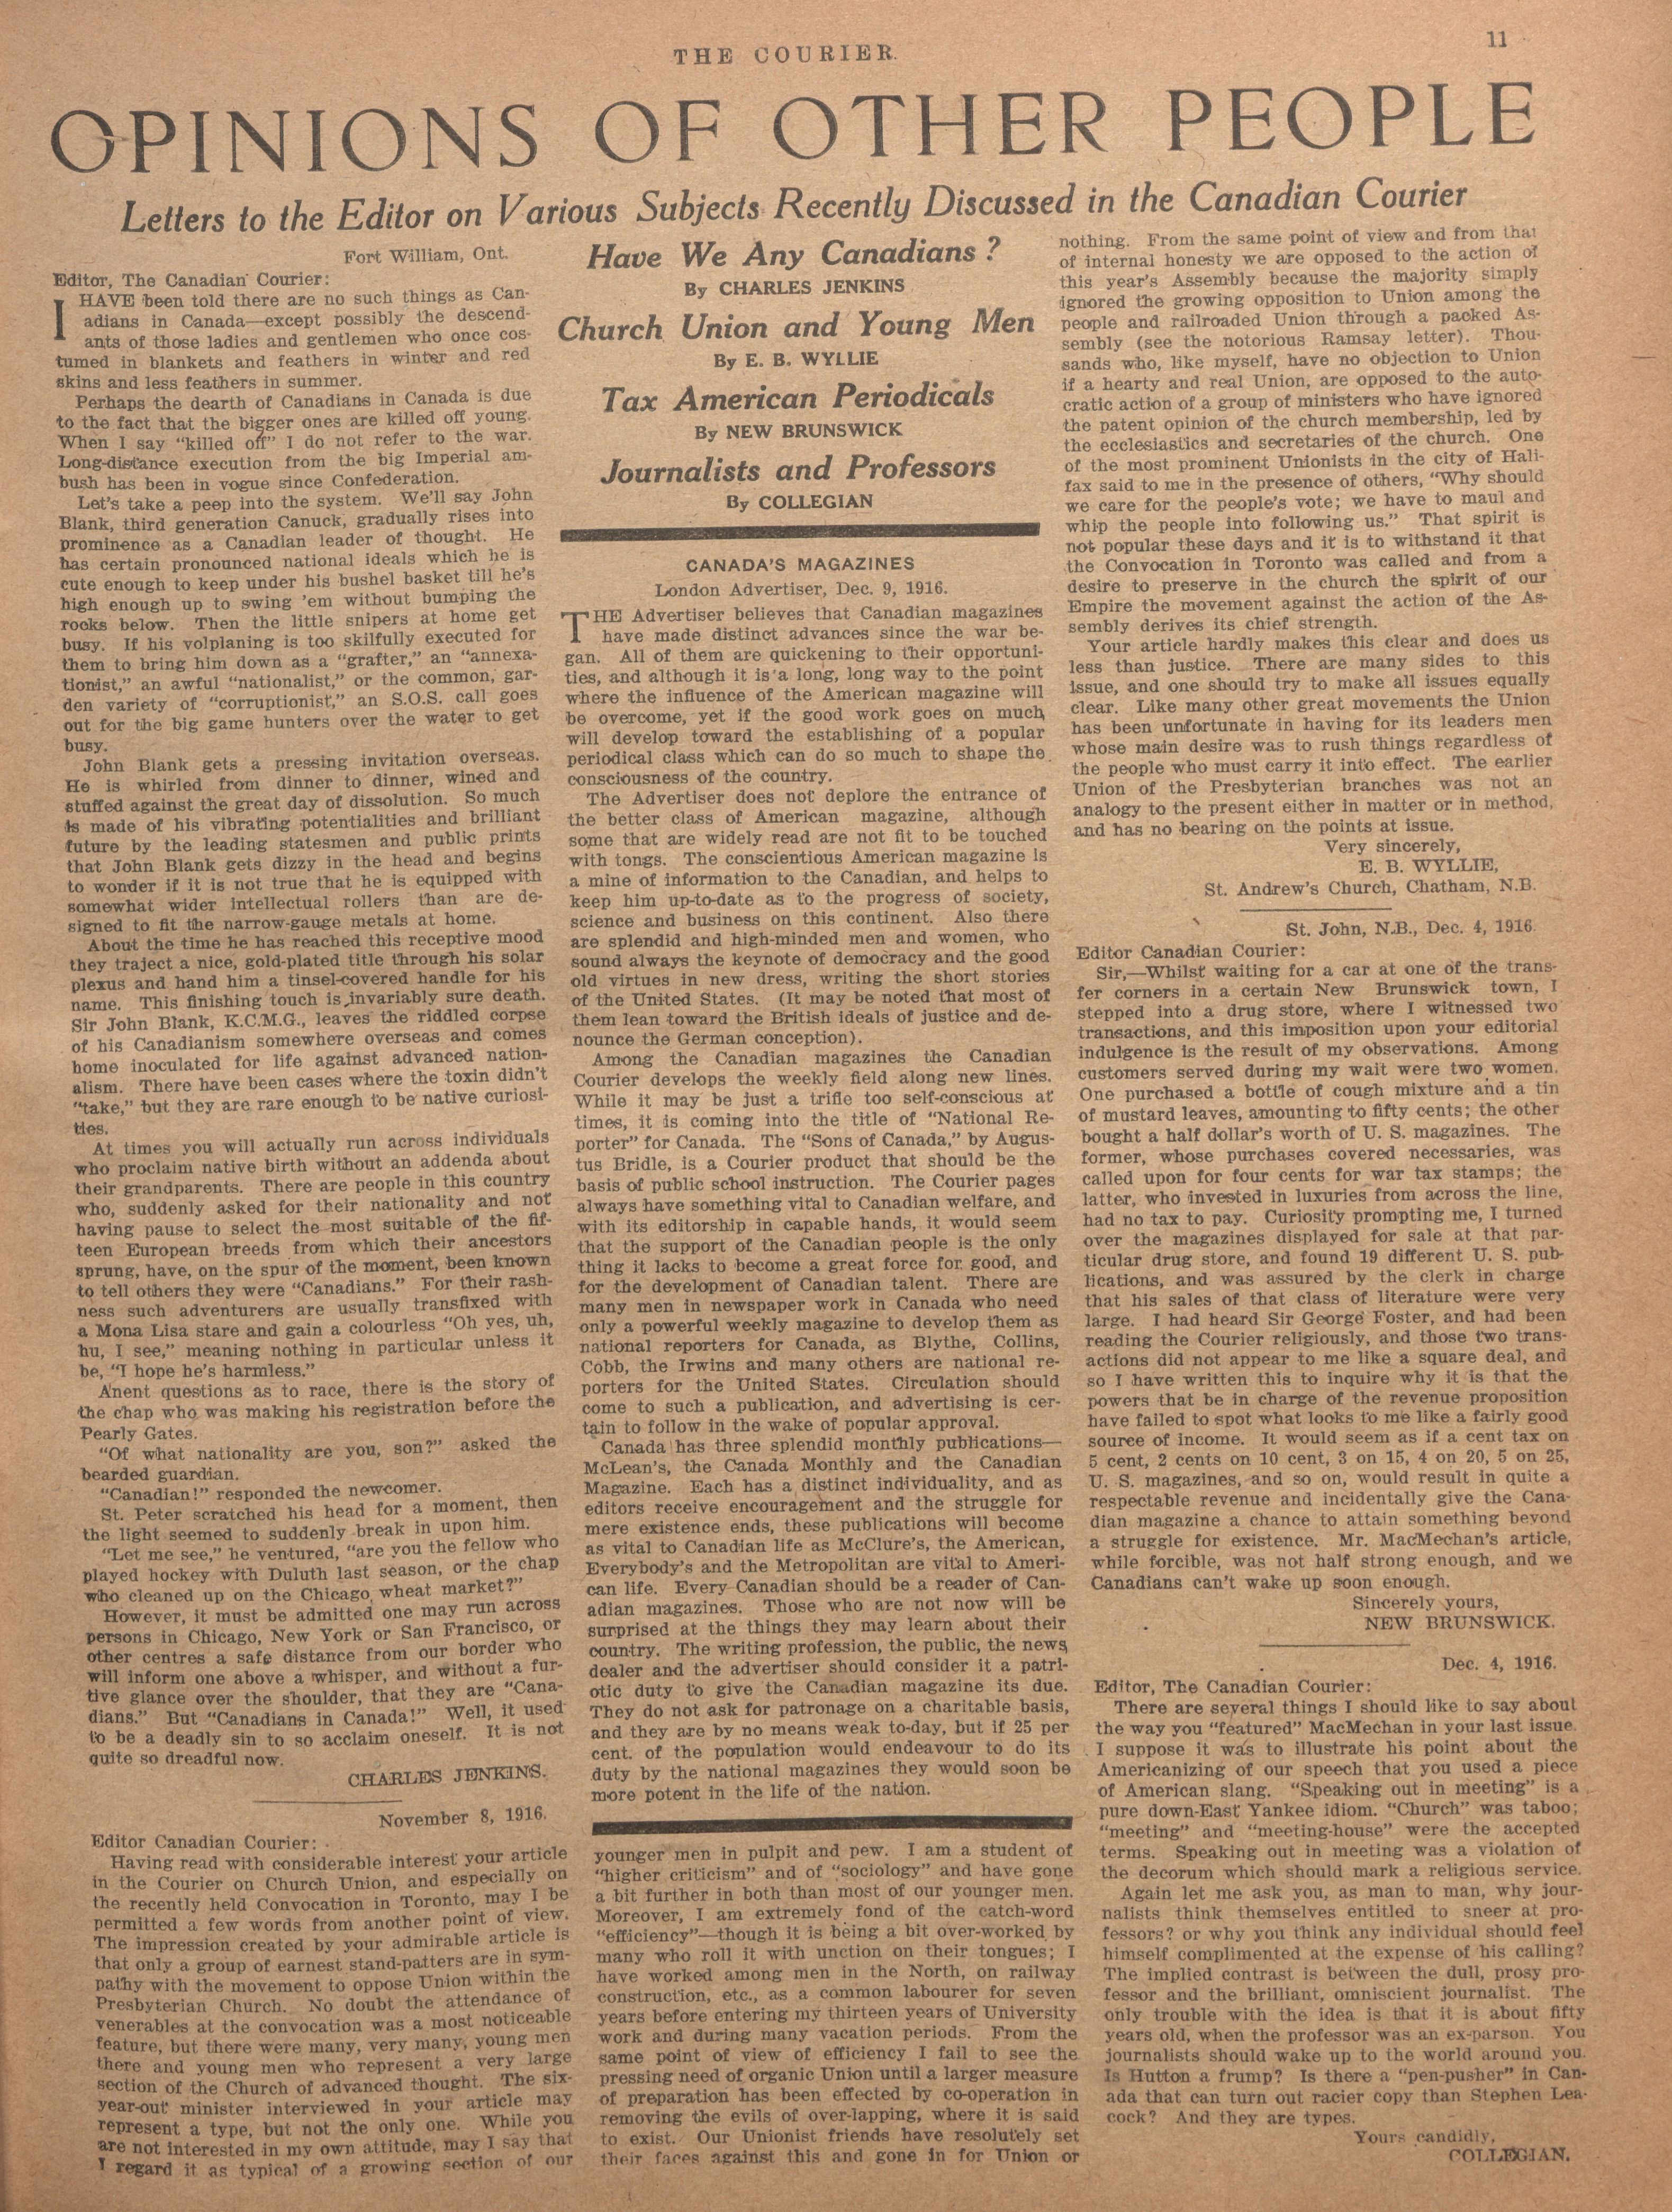 THE COURIER.
11
OPINIONS OF OTHER PEOPLE
Letters to the Editor on Various Subjects Recently Discussed in the Canadian Courier
Fort William, Ont.
Editor, The Canadian Courier:
I HAVE been told there are no such things as Can-
adians in Canada—except possibly the descend-
ants of those ladies and gentlemen who once cos-
tumed in blankets and feathers in winter and red
skins and less feathers in summer.
Perhaps the dearth of Canadians in Canada is due
to the fact that the bigger ones are killed off young.
When I say "killed off" I do not refer to the war.
Long-distance execution from the big Imperial am-
bush has been in vogue since Confederation.
Let's take a peep into the system. We'll say John
Blank, third generation Canuck, gradually rises into
prominence as a Canadian leader of thought. He
has certain pronounced national ideals which he is
cute enough to keep under his bushel basket till he's
high enough up to swing 'em without bumping the
rocks below. Then the little snipers at home get
busy. If his volplaning is too skilfully executed for
them to bring him down as a "grafter," an "annexa-
tionist," an awful "nationalist," or the common, gar-
den variety of "corruptionist," an S.O.S. call goes
out for the big game hunters over the water to get
busy.
John Blank gets a pressing invitation overseas.
He is whirled from dinner to dinner, wined and
stuffed against the great day of dissolution. So much
is made of his vibrating potentialities and brilliant
future by the leading statesmen and public prints
that John Blank gets dizzy in the head and begins
to wonder if it is not true that he is equipped with
somewhat wider intellectual rollers than are de-
signed to fit the narrow-gauge metals at home.
About the time he has reached this receptive mood
they traject a nice, gold-plated title through his solar
plexus and hand him a tinsel-covered handle for his
name. This finishing touch is invariably sure death.
Sir John Blank, K.C.M.G., leaves the riddled corpse
of his Canadianism somewhere overseas and comes
home inoculated for life against advanced nation-
alism. There have been cases where the toxin didn't
"take," but they are rare enough to be native curiosi-
ties.
At times you will actually run across individuals
who proclaim native birth without an addenda about
their grandparents. There are people in this country
who, suddenly asked for their nationality and not
having pause to select the most suitable of the fif-
teen European breeds from which their ancestors
sprung, have, on the spur of the moment, been known
to tell others they were "Canadians." For their rash-
ness such adventurers are usually transfixed with
a Mona Lisa stare and gain a colourless "Oh yes, uh,
hu, I see," meaning nothing in particular unless it
be, "I hope he's harmless."
Anent questions as to race, there is the story of
the chap who was making his registration before the
Pearly Gates.
"Of what nationality are you, son?" asked the
bearded guardian.
"Canadian!" responded the newcomer.
St. Peter scratched his head for a moment, then
the light seemed to suddenly break in upon him.
"Let me see," he ventured, "are you the fellow who
played hockey with Duluth last season, or the chap
who cleaned up on the Chicago wheat market?"
However, it must be admitted one may run across
persons in Chicago, New York or San Francisco, or
other centres a safe distance from our border who
will inform one above a whisper, and without a fur-
tive glance over the shoulder, that they are "Cana-
dians." But "Canadians in Canada!" Well, it used
to be a deadly sin to so acclaim oneself. It is not
quite so dreadful now.
CHARLES JENKINS.
November 8, 1916.
Editor Canadian Courier:
Having read with considerable interest your article
in the Courier on Church Union, and especially on
the recently held Convocation in Toronto, may I be
permitted a few words from another point of view.
The impression created by your admirable article is
that only a group of earnest stand-patters are in sym-
pathy with the movement to oppose Union within the
Presbyterian Church. No doubt the attendance of
venerables at the convocation was a most noticeable
feature, but there were many, very many, young men
there and young men who represent a very large
section of the Church of advanced thought. The six-
year-out minister interviewed in your article may
represent a type, but not the only one. While you
are not interested in my own attitude, may I say that
I regard it as typical of a growing section of our
Have We Any Canadians?
By CHARLES JENKINS
Church Union and Young Men
By E. B. WYLLIE
Tax American Periodicals
By NEW BRUNSWICK
Journalists and Professors
By COLLEGIAN
CANADA'S MAGAZINES
London Advertiser, Dec. 9, 1916.
THE Advertiser believes that Canadian magazines
have made distinct advances since the war be-
gan. All of them are quickening to their opportuni-
ties, and although it is a long, long way to the point
where the influence of the American magazine will
be overcome, yet if the good work goes on much
will develop toward the establishing of a popular
periodical class which can do so much to shape the
consciousness of the country.
The Advertiser does not deplore the entrance of
the better class of American magazine, although
some that are widely read are not fit to be touched
with tongs. The conscientious American magazine is
a mine of information to the Canadian, and helps to
keep him up-to-date as to the progress of society,
science and business on this continent. Also there
are splendid and high-minded men and women, who
sound always the keynote of democracy and the good
old virtues in new dress, writing the short stories
of the United States. (It may be noted that most of
them lean toward the British ideals of justice and de-
nounce the German conception).
Among the Canadian magazines the Canadian
Courier develops the weekly field along new lines.
While it may be just a trifle too self-conscious at
times, it is coming into the title of "National Re-
porter" for Canada. The "Sons of Canada," by Augus-
tus Bridle, is a Courier product that should be the
basis of public school instruction. The Courier pages
always have something vital to Canadian welfare, and
with its editorship in capable hands, it would seem
that the support of the Canadian people is the only
thing it lacks to become a great force for good, and
for the development of Canadian talent. There are
many men in newspaper work in Canada who need
only a powerful weekly magazine to develop them as
national reporters for Canada, as Blythe, Collins,
Cobb, the Irwins and many others are national re-
porters for the United States. Circulation should
come to such a publication, and advertising is cer-
tain to follow in the wake of popular approval.
Canada has three splendid monthly publications—
McLean's, the Canada Monthly and the Canadian
Magazine. Each has a distinct individuality, and as
editors receive encouragement and the struggle for
mere existence ends, these publications will become
as vital to Canadian life as McClure's, the American,
Everybody's and the Metropolitan are vital to Ameri-
can life. Every Canadian should be a reader of Can-
adian magazines. Those who are not now will be
surprised at the things they may learn about their
country. The writing profession, the public, the news
dealer and the advertiser should consider it a patri-
otic duty to give the Canadian magazine its due.
They do not ask for patronage on a charitable basis,
and they are by no means weak to-day, but if 25 per
cent. of the population would endeavour to do its
duty by the national magazines they would soon be
more potent in the life of the nation.
younger men in pulpit and pew. I am a student of
"higher criticism" and of "sociology" and have gone
a bit further in both than most of our younger men.
Moreover, I am extremely fond of the catch-word
"efficiency"—though it is being a bit over-worked by
many who roll it with unction on their tongues; I
have worked among men in the North, on railway
construction, etc., as a common labourer for seven
years before entering my thirteen years of University
work and during many vacation periods. From the
same point of view of efficiency I fail to see the
pressing need of organic Union until a larger measure
of preparation has been effected by co-operation in
removing the evils of over-lapping, where it is said
to exist. Our Unionist friends have resolutely set
their faces against this and gone in for Union or
nothing. From the same point of view and from that
of internal honesty we are opposed to the action of
this year's Assembly because the majority simply
ignored the growing opposition to Union among the
people and railroaded Union through a packed As-
sembly (see the notorious Ramsay letter). Thou-
sands who, like myself, have no objection to Union
if a hearty and real Union, are opposed to the auto-
cratic action of a group of ministers who have ignored
the patent opinion of the church membership, led by
the ecclesiastics and secretaries of the church. One
of the most prominent Unionists in the city of Hali-
fax said to me in the presence of others, "Why should
we care for the people's vote; we have to maul and
whip the people into following us." That spirit is
not popular these days and it is to withstand it that
the Convocation in Toronto was called and from a
desire to preserve in the church the spirit of our
Empire the movement against the action of the As-
sembly derives its chief strength.
Your article hardly makes this clear and does us
less than justice. There are many sides to this
issue, and one should try to make all issues equally
clear. Like many other great movements the Union
has been unfortunate in having for its leaders men
whose main desire was to rush things regardless of
the people who must carry it into effect. The earlier
Union of the Presbyterian branches was not an
analogy to the present either in matter or in method,
and has no bearing on the points at issue.
Very sincerely,
E. B. WYLLIE,
St. Andrew's Church, Chatham, N.B.
St. John, N.B., Dec. 4, 1916.
Editor Canadian Courier:
Sir,—Whilst waiting for a car at one of the trans-
fer corners in a certain New Brunswick town, I
stepped into a drug store, where I witnessed two
transactions, and this imposition upon your editorial
indulgence is the result of my observations. Among
customers served during my wait were two women.
One purchased a bottle of cough mixture and a tin
of mustard leaves, amounting to fifty cents; the other
bought a half dollar's worth of U. S. magazines. The
former, whose purchases covered necessaries, was
called upon for four cents for war tax stamps; the
latter, who invested in luxuries from across the line,
had no tax to pay. Curiosity prompting me, I turned
over the magazines displayed for sale at that par-
ticular drug store, and found 19 different U. S. pub-
lications, and was assured by the clerk in charge
that his sales of that class of literature were very
large. I had heard Sir George Foster, and had been
reading the Courier religiously, and those two trans-
actions did not appear to me like a square deal, and
so I have written this to inquire why it is that the
powers that be in charge of the revenue proposition
have failed to spot what looks to me like a fairly good
source of income. It would seem as if a cent tax on
5 cent, 2 cents on 10 cent, 3 on 15, 4 on 20, 5 on 25,
U. S. magazines, and so on, would result in quite a
respectable revenue and incidentally give the Cana-
dian magazine a chance to attain something beyond
a struggle for existence. Mr. MacMechan's article,
while forcible, was not half strong enough, and we
Canadians can't wake up soon enough.
Sincerely yours,
NEW BRUNSWICK.
Dec. 4, 1916.
Editor, The Canadian Courier:
There are several things I should like to say about
the way you "featured" MacMechan in your last issue.
I suppose it was to illustrate his point about the
Americanizing of our speech that you used a piece
of American slang. "Speaking out in meeting" is a
pure down-East Yankee idiom. "Church" was taboo;
"meeting" and "meeting-house" were the accepted
terms. Speaking out in meeting was a violation of
the decorum which should mark a religious service.
Again let me ask you, as man to man, why jour-
nalists think themselves entitled to sneer at pro-
fessors? or why you think any individual should feel
himself complimented at the expense of his calling?
The implied contrast is between the dull, prosy pro-
fessor and the brilliant, omniscient journalist. The
only trouble with the idea is that it is about fifty
years old, when the professor was an ex-parson. You
journalists should wake up to the world around you.
Is Hutton a frump? Is there a "pen-pusher" in Can-
ada that can turn out racier copy than Stephen Lea-
cock? And they are types.
Yours candidly,
COLLEGIAN.